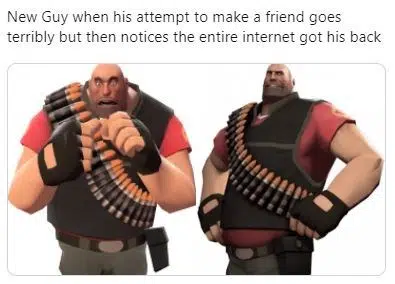 New Guy when his attempt to make a friend goes
terribly but then notices the entire internet got his back